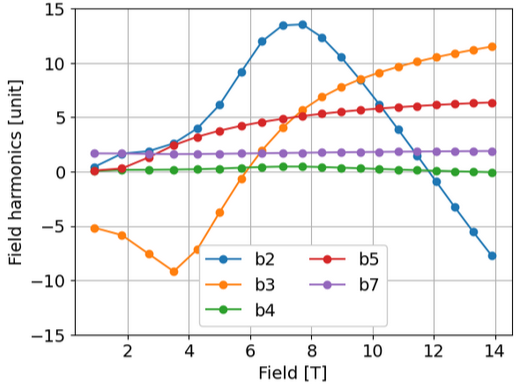 15
10
5
0
−5
−10
−15
Field harmonics [unit]
b2
b3
b4
b5
b7
2 4 6 8 10 12 14
Field [T]